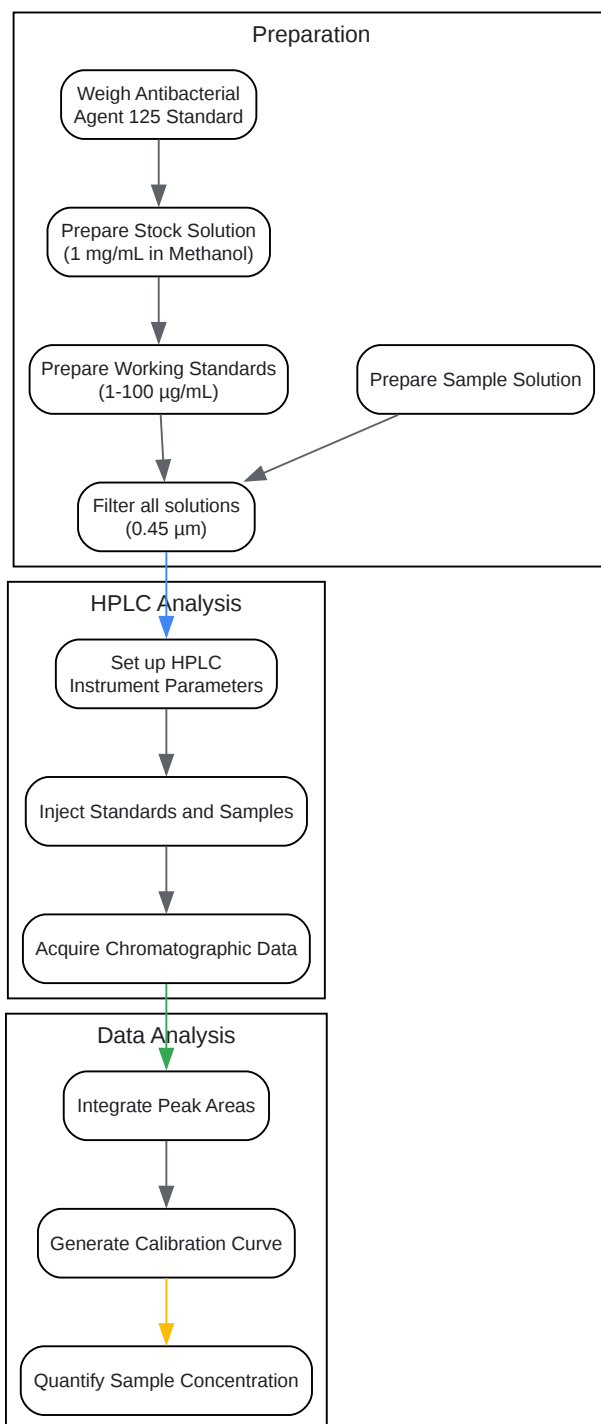 Preparation
Weigh Antibacterial
Agent 125 Standard
Prepare Stock Solution
(1 mg/mL in Methanol)
Prepare Working Standards
(1-100 µg/mL)
Prepare Sample Solution
Filter all solutions
(0.45 µm)
HPLC Analysis
Set up HPLC
Instrument Parameters
Inject Standards and Samples
Acquire Chromatographic Data
Data Analysis
Integrate Peak Areas
Generate Calibration Curve
Quantify Sample Concentration